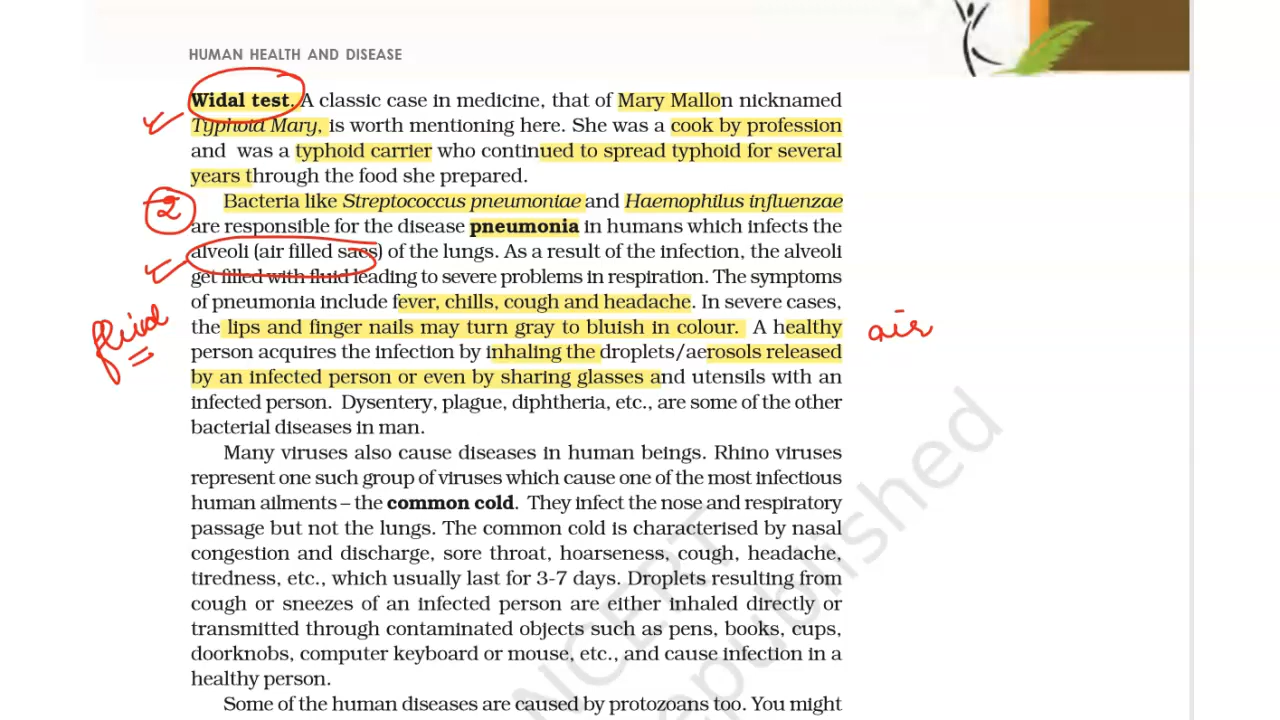 HUMAN HEALTH AND DISEASE
Widal test. A classic case in medicine, that of Mary Mallon nicknamed
Typhoid Mary, is worth mentioning here. She was a cook by profession
and was a typhoid carrier who continued to spread typhoid for several
years through the food she prepared.
2
Bacteria like Streptococcus pneumoniae and Haemophilus influenzae
are responsible for the disease pneumonia in humans which infects the
alveoli (air filled sacs) of the lungs. As a result of the infection, the alveoli
get filled with fluid leading to severe problems in respiration. The symptoms
of pneumonia include fever, chills, cough and headache. In severe cases,
fluid
the lips and finger nails may turn gray to bluish in colour. A healthy
air
person acquires the infection by inhaling the droplets/aerosols released
by an infected person or even by sharing glasses and utensils with an
infected person. Dysentery, plague, diphtheria, etc., are some of the other
bacterial diseases in man.
Many viruses also cause diseases in human beings. Rhino viruses
represent one such group of viruses which cause one of the most infectious
human ailments – the common cold. They infect the nose and respiratory
passage but not the lungs. The common cold is characterised by nasal
congestion and discharge, sore throat, hoarseness, cough, headache,
tiredness, etc., which usually last for 3-7 days. Droplets resulting from
cough or sneezes of an infected person are either inhaled directly or
transmitted through contaminated objects such as pens, books, cups,
doorknobs, computer keyboard or mouse, etc., and cause infection in a
healthy person.
Some of the human diseases are caused by protozoans too. You might
NCERT
republished